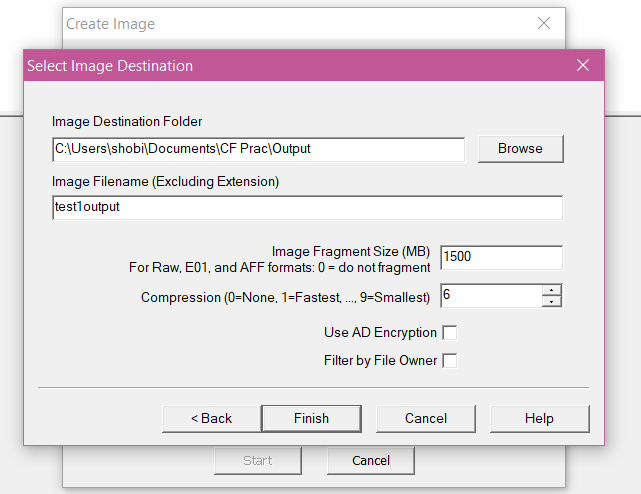 Create Image
Select Image Destination
Image Destination Folder
C:\Users\shobi\Documents\CF Prac\Output
Browse
Image Filename (Excluding Extension)
test1output
Image Fragment Size (MB)
1500
For Raw, E01, and AFF formats: 0 = do not fragment
Compression (0=None, 1=Fastest, ..., 9=Smallest)
6
Use AD Encryption
Filter by File Owner
< Back
Finish
Cancel
Help
Start
Cancel